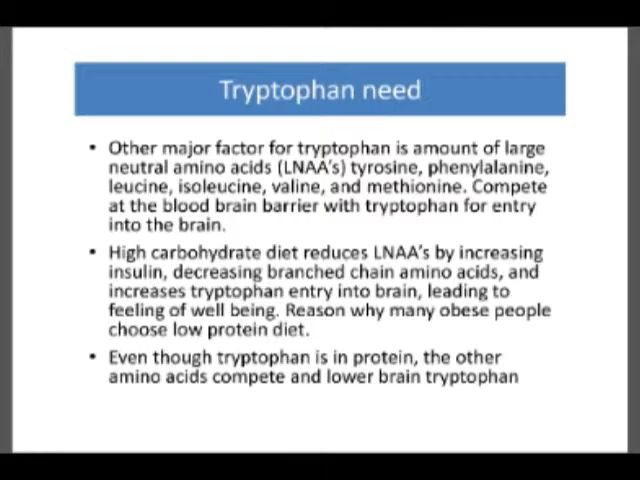 Tryptophan need
• Other major factor for tryptophan is amount of large
neutral amino acids (LNAA's) tyrosine, phenylalanine,
leucine, isoleucine, valine, and methionine. Compete
at the blood brain barrier with tryptophan for entry
into the brain.
• High carbohydrate diet reduces LNAA's by increasing
insulin, decreasing branched chain amino acids, and
increases tryptophan entry into brain, leading to
feeling of well being. Reason why many obese people
choose low protein diet.
• Even though tryptophan is in protein, the other
amino acids compete and lower brain tryptophan